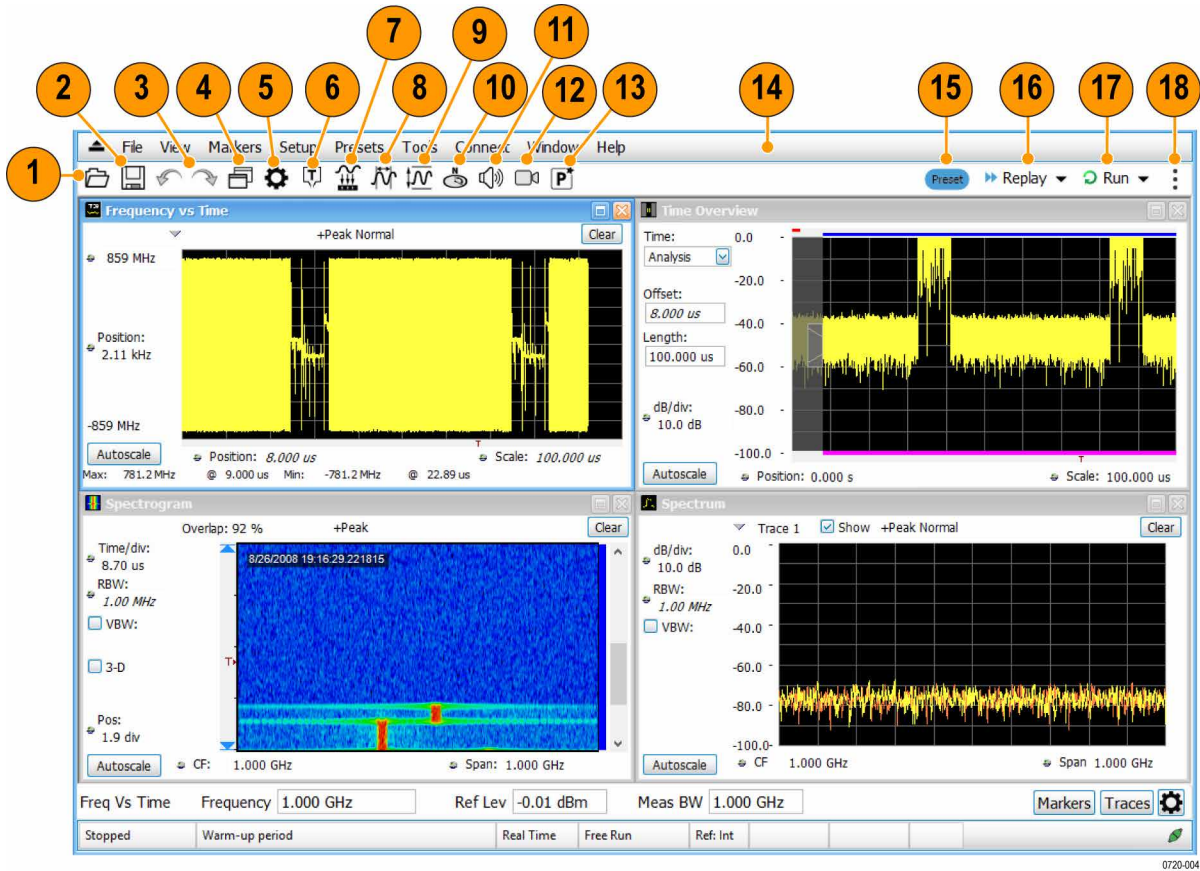 7
9
11
2
3
4
5
6
8
10
12
13
14
15
16
17
18
1
File View Markers Setup Presets Tools Connect Window Help
T
N
P
Preset Replay Run
Frequency vs Time
+Peak Normal
Clear
859 MHz
Position:
2.11 kHz
-859 MHz
T
Autoscale Position: 8.000 us Scale: 100.000 us
Max: 781.2 MHz @ 9.000 us Min: -781.2 MHz @ 22.89 us
Time Overview
Time:
Analysis
Offset:
8.000 us
Length:
100.000 us
dB/div:
10.0 dB
Autoscale
0.0
-20.0
-40.0
-60.0
-80.0
-100.0
T
Position: 0.000 s Scale: 100.000 us
Spectrogram
Overlap: 92 % +Peak Clear
Time/div:
8.70 us
RBW:
1.00 MHz
VBW:
3-D
Pos:
1.9 div
8/26/2008 19:16:29.221815
T
Autoscale CF: 1.000 GHz Span: 1.000 GHz
Spectrum
Trace 1 Show +Peak Normal Clear
dB/div:
10.0 dB
RBW:
1.00 MHz
VBW:
0.0
-20.0
-40.0
-60.0
-80.0
-100.0
Autoscale CF 1.000 GHz Span 1.000 GHz
Freq Vs Time Frequency 1.000 GHz Ref Lev -0.01 dBm Meas BW 1.000 GHz Markers Traces
Stopped Warm-up period Real Time Free Run Ref: Int
0720-004